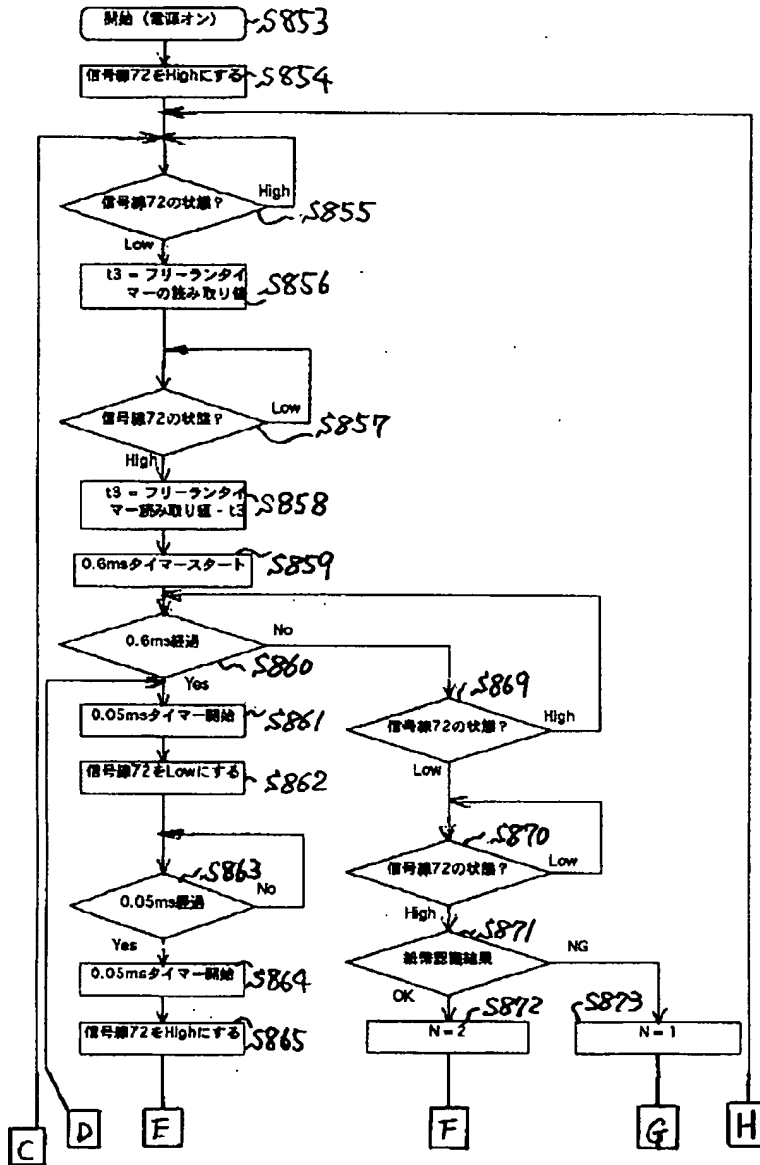 開始（電源オン）
S853
信号線72をHighにする
S854
High
信号線72の状態？
S855
Low
t3 = フリーランタイ
マーの読み取り値
S856
Low
信号線72の状態？
S857
High
t3 = フリーランタイ
マー読み取り値 - t3
S858
0.6msタイマースタート
S859
No
0.6ms経過
S860
Yes
S869
信号線72の状態？
High
Low
0.05msタイマー開始
S861
信号線72をLowにする
S862
S870
信号線72の状態？
Low
High
S863
No
0.05ms経過
Yes
S871
NG
紙幣認識結果
OK
0.05msタイマー開始
S864
S872
N = 2
S873
N = 1
信号線72をHighにする
S865
C
D
E
F
G
H